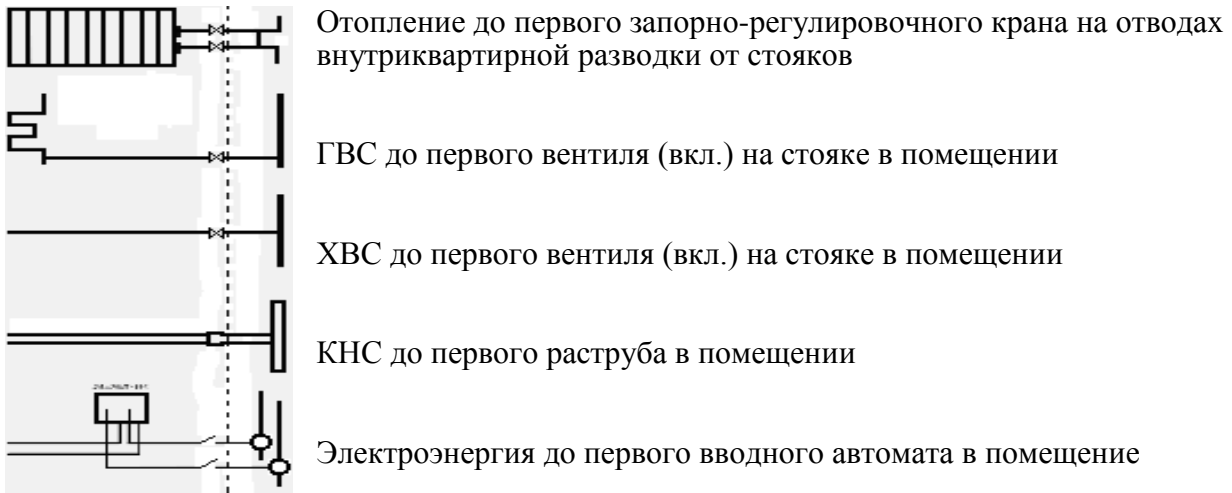 Отопление до первого запорно-регулировочного крана на отводах
внутриквартирной разводки от стояков
ГВС до первого вентиля (вкл.) на стояке в помещении
ХВС до первого вентиля (вкл.) на стояке в помещении
КНС до первого раструба в помещении
Электроэнергия до первого вводного автомата в помещение